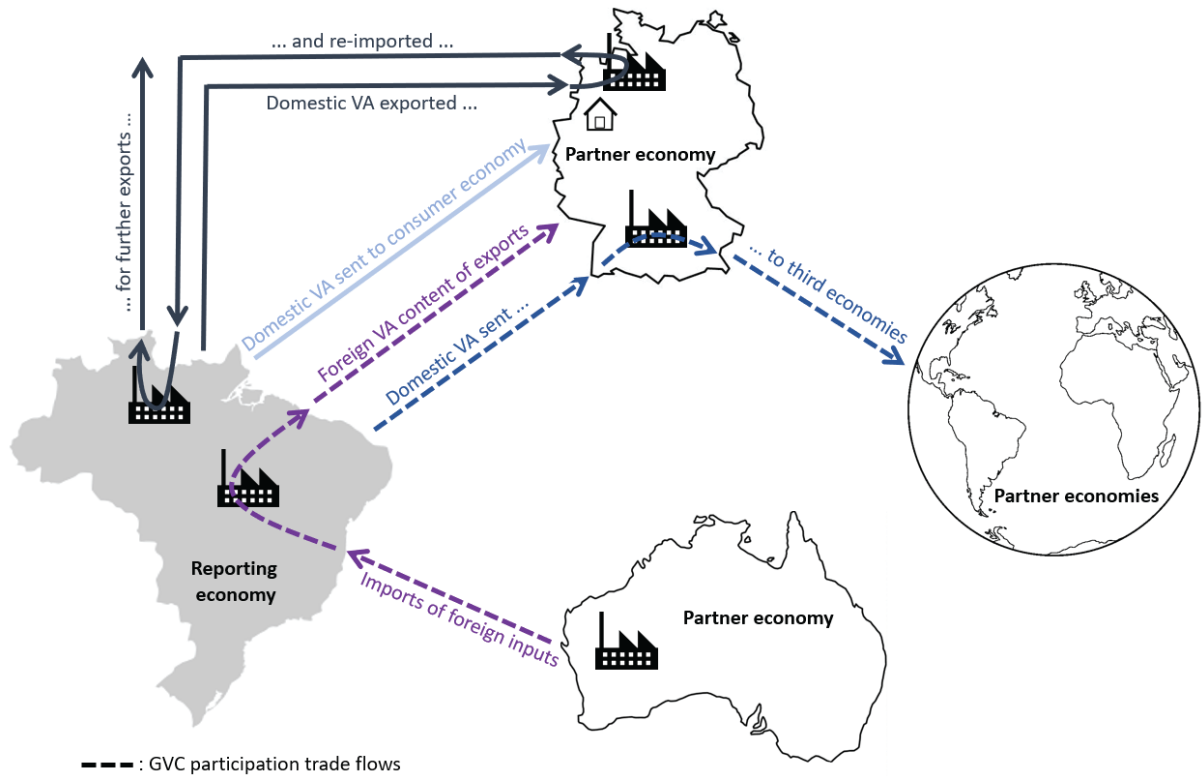 ... and re-imported ...
Domestic VA exported ...
... for further exports ...
Partner economy
Domestic VA sent to consumer economy
Foreign VA content of exports
Domestic VA sent ...
... to third economies
Partner economies
Reporting
economy
Imports of foreign inputs
Partner economy
: GVC participation trade flows